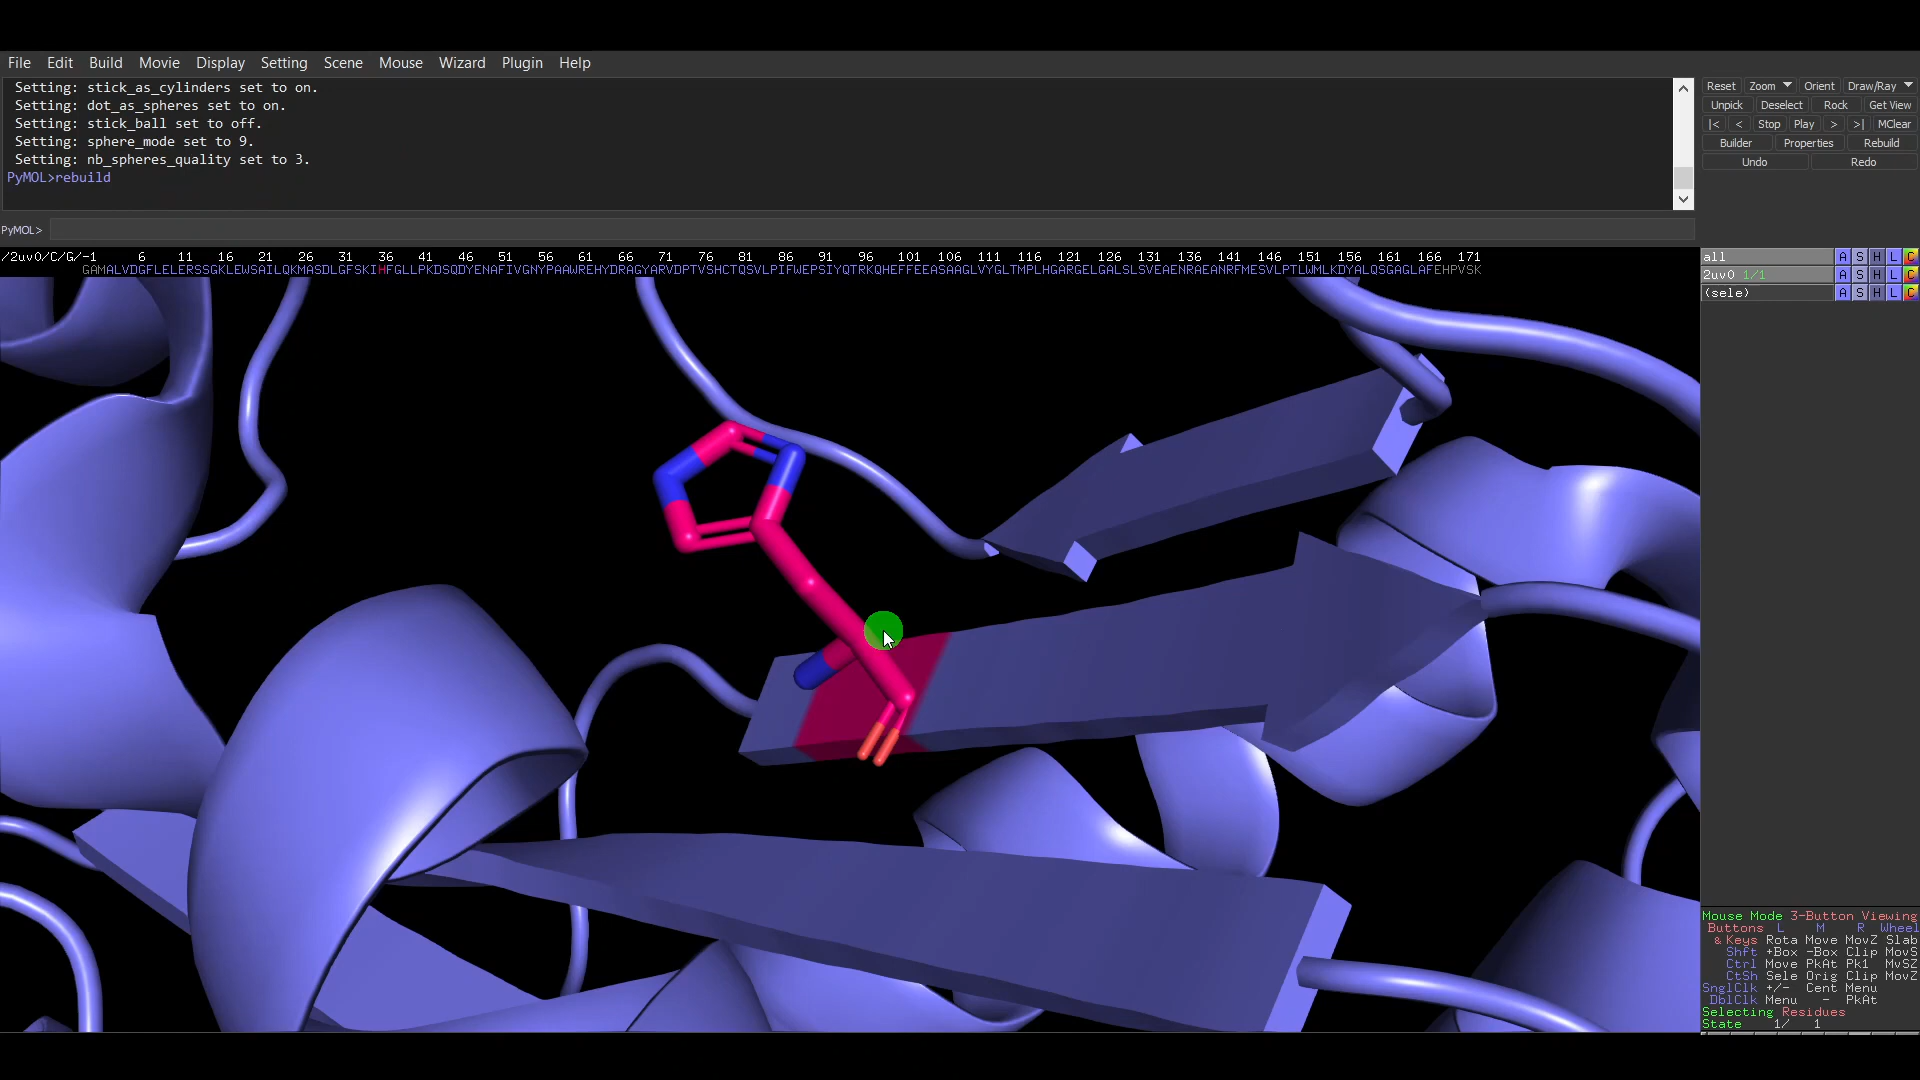 File Edit Build Movie Display Setting Scene Mouse Wizard Plugin Help
Setting: stick_as_cylinders set to on.
Setting: dot_as_spheres set to on.
Setting: stick_ball set to off.
Setting: sphere_mode set to 9.
Setting: nb_spheres_quality set to 3.
PyMOL>rebuild
PyMOL>
Reset Zoom Orient Draw/Ray
Unpick Deselect Rock Get View
|< < Stop Play > >| MClear
Builder Properties Rebuild
Undo Redo
/2uv0/C/G/-1 6 11 16 21 26 31 36 41 46 51 56 61 66 71 76 81 86 91 96 101 106 111 116 121 126 131 136 141 146 151 156 161 166 171
GAMALVDGFLELERSSGKLEWSAILQKMASDLGFSKIHFGLLPKDSQDYENAFIVGNYPAAWREHYDRAGYARVDPTVSHCTQSVLPIFWEPSIYQTRKQHEFFEEASAAGLVYGLTMPLHGARGELGALSLSVEAENRAEANRFMESVLPTLWMLKDYALQSGAGLAFEHPVSK
all A S H L C
2uv0 1/1 A S H L C
(sele) A S H L C
Mouse Mode 3-Button Viewing
Buttons L M R Wheel
& Keys Rota Move MovZ Slab
Shft +Box -Box Clip MovS
Ctrl Move PkAt Pk1 MvSZ
CtSh Sele Orig Clip MovZ
SnglClk +/- Cent Menu
DblClk Menu - PkAt
Selecting Residues
State 1/ 1